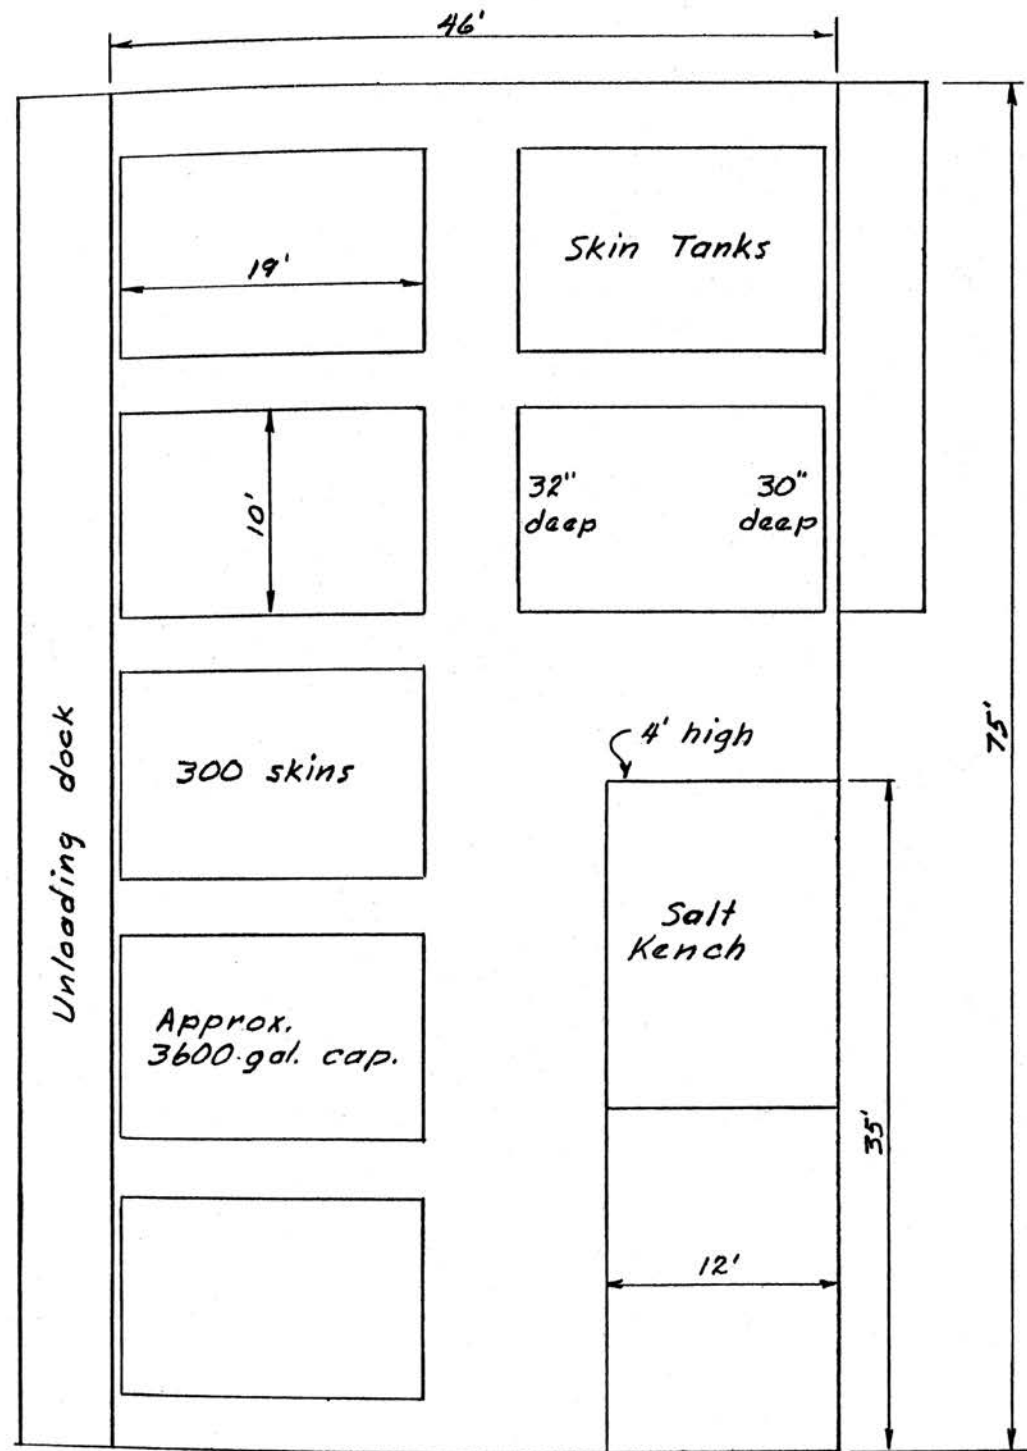 46'
Skin Tanks
19'
32"
deep
30"
deep
10'
4' high
75'
300 skins
Unloading dock
Salt
Kench
Approx.
3600-gal. cap.
35'
12'